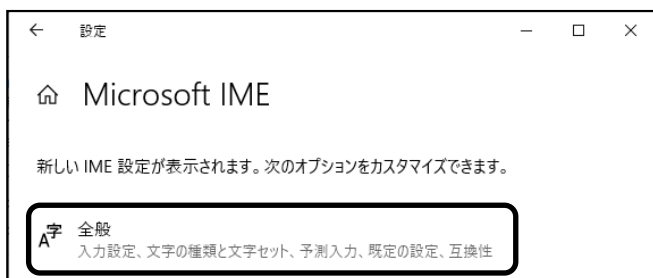 設定
Microsoft IME
新しい IME 設定が表示されます。次のオプションをカスタマイズできます。
全般
入力設定、文字の種類と文字セット、予測入力、既定の設定、互換性